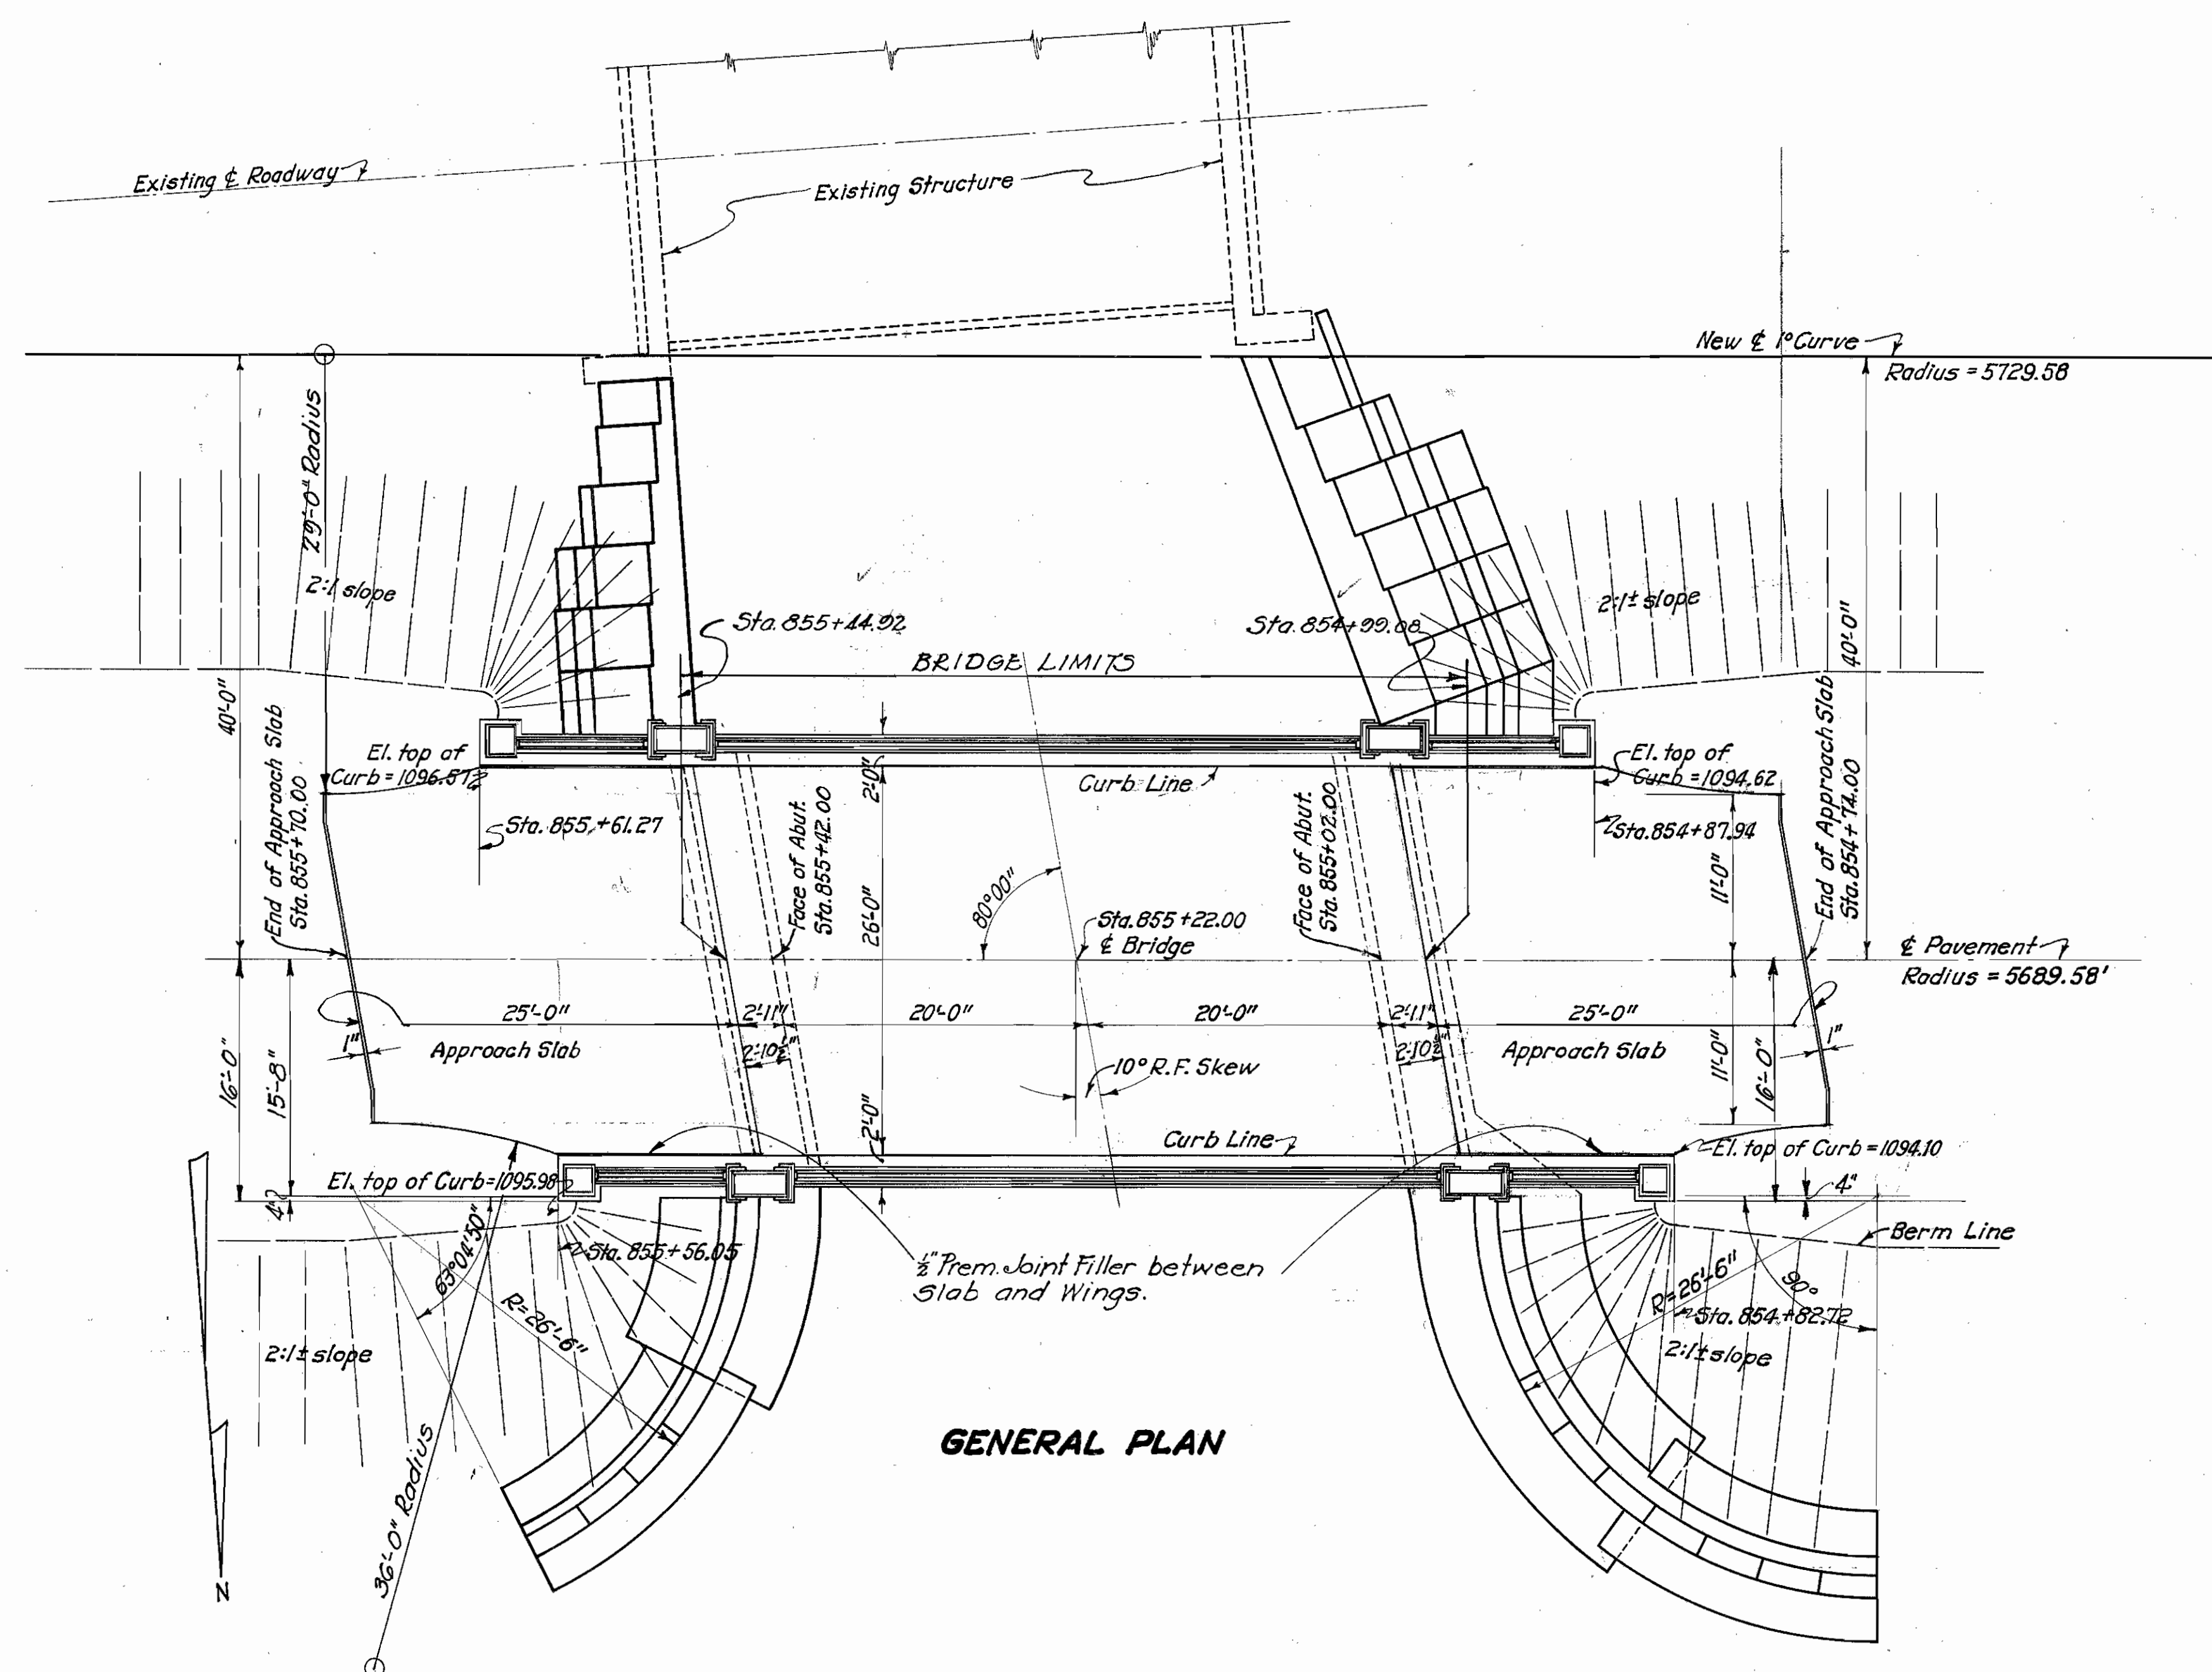 Existing ℄ Roadway
Existing Structure
New ℄ 1° Curve
Radius = 5729.58
29'-0" Radius
2:1 slope
2:1± slope
40'-0"
40'-0"
Sta. 855+44.92
Sta. 854+99.08
BRIDGE LIMITS
End of Approach Slab
Sta. 855+70.00
El. top of
Curb = 1096.57
El. top of
Curb = 1094.62
End of Approach Slab
Sta. 854+74.00
2'-0"
Curb Line
Sta. 855+61.27
Sta. 854+87.94
Face of Abut.
Sta. 855+42.00
Face of Abut.
Sta. 855+02.00
26'-0"
80°00"
11'-0"
Sta. 855+22.00
℄ Bridge
℄ Pavement
Radius = 5689.58'
25'-0"
2'-11"
20'-0"
20'-0"
2'-11"
25'-0"
1"
Approach Slab
2'-10½"
2'-10½"
Approach Slab
1"
16'-0"
15'-8"
10° R.F. Skew
11'-0"
16'-0"
2'-0"
Curb Line
El. top of Curb = 1094.10
El. top of Curb=1095.98
4"
4"
63°04'50"
Sta. 855+56.05
Berm Line
½" Prem. Joint Filler between
Slab and Wings.
R=26'-6"
R=26'-6"
90°
Sta. 854+82.72
2:1± slope
2:1± slope
36'-0" Radius
GENERAL PLAN
N